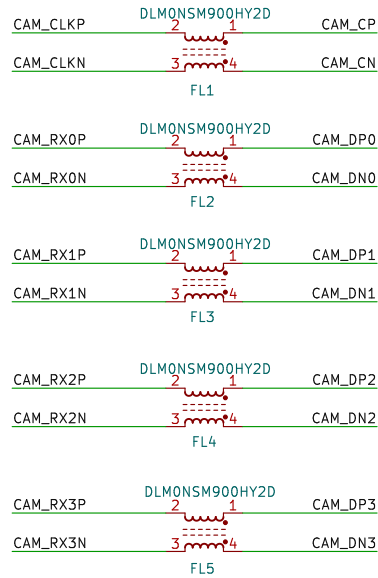 DLM0NSM900HY2D
CAM_CLKP 2 1 CAM_CP
CAM_CLKN 3 4 CAM_CN
FL1
DLM0NSM900HY2D
CAM_RX0P 2 1 CAM_DP0
CAM_RX0N 3 4 CAM_DN0
FL2
DLM0NSM900HY2D
CAM_RX1P 2 1 CAM_DP1
CAM_RX1N 3 4 CAM_DN1
FL3
DLM0NSM900HY2D
CAM_RX2P 2 1 CAM_DP2
CAM_RX2N 3 4 CAM_DN2
FL4
DLM0NSM900HY2D
CAM_RX3P 2 1 CAM_DP3
CAM_RX3N 3 4 CAM_DN3
FL5